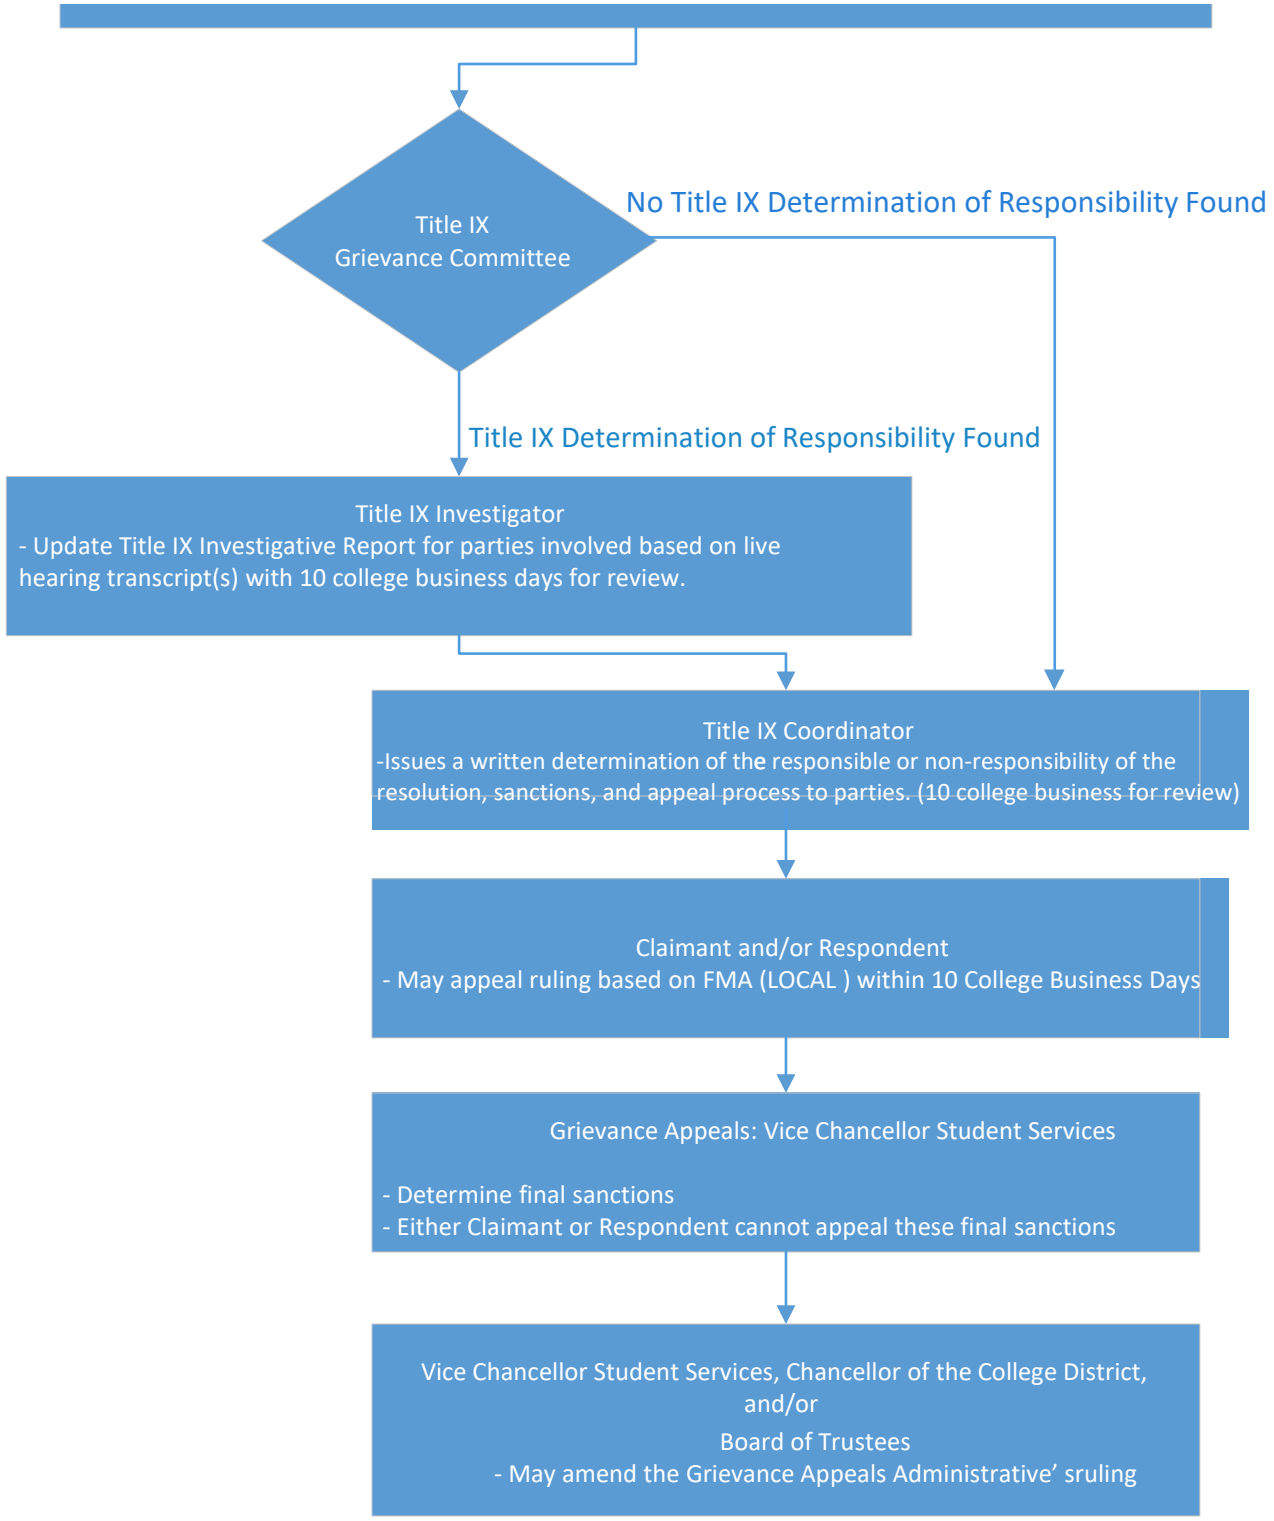 No Title IX Determination of Responsibility Found
Title IX
Grievance Committee
Title IX Determination of Responsibility Found
Title IX Investigator
- Update Title IX Investigative Report for parties involved based on live
hearing transcript(s) with 10 college business days for review.
Title IX Coordinator
-Issues a written determination of the responsible or non-responsibility of the
resolution, sanctions, and appeal process to parties. (10 college business for review)
Claimant and/or Respondent
- May appeal ruling based on FMA (LOCAL ) within 10 College Business Days
Grievance Appeals: Vice Chancellor Student Services
- Determine final sanctions
- Either Claimant or Respondent cannot appeal these final sanctions
Vice Chancellor Student Services, Chancellor of the College District,
and/or
Board of Trustees
- May amend the Grievance Appeals Administrative’ sruling